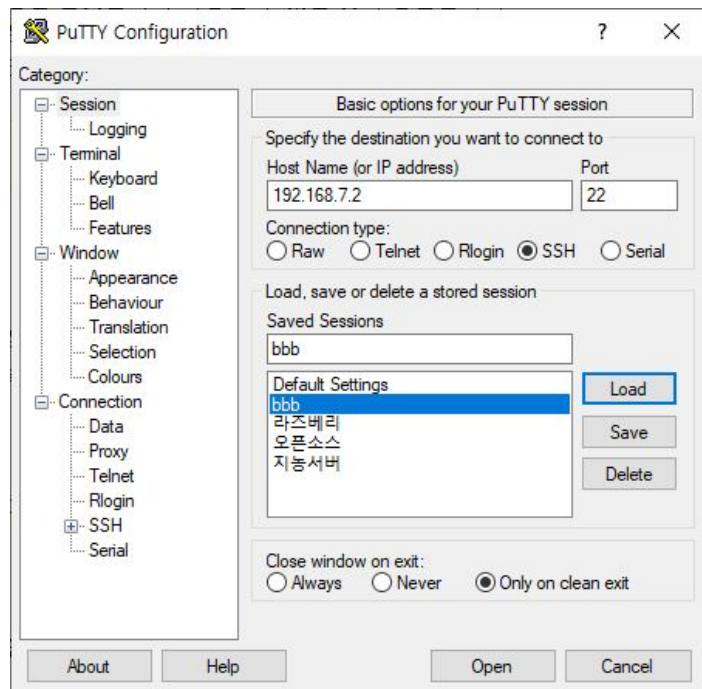 PuTTY Configuration
?
Category:
Session
Logging
Terminal
Keyboard
Bell
Features
Window
Appearance
Behaviour
Translation
Selection
Colours
Connection
Data
Proxy
Telnet
Rlogin
SSH
Serial
Basic options for your PuTTY session
Specify the destination you want to connect to
Host Name (or IP address) Port
192.168.7.2 22
Connection type:
Raw Telnet Rlogin SSH Serial
Load, save or delete a stored session
Saved Sessions
bbb
Default Settings
bbb
라즈베리
오픈소스
지농서버
Load
Save
Delete
Close window on exit:
Always Never Only on clean exit
About Help Open Cancel